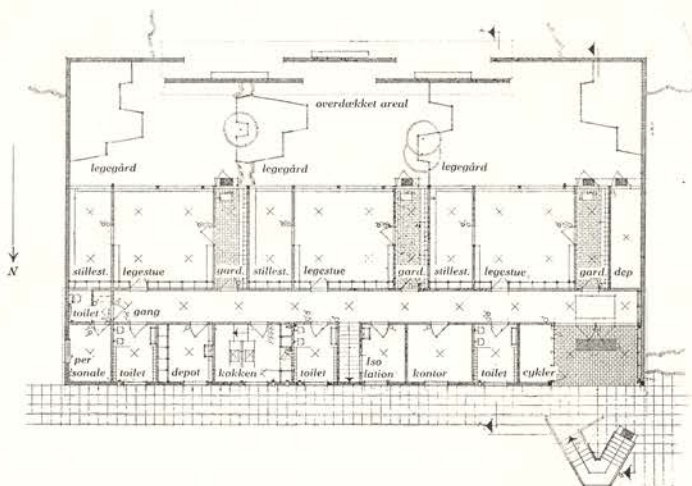 overdækket areal
legegård
legegård
legegård
N
stillest.
legestue
gard.
stillest.
legestue
gard.
stillest.
legestue
gard.
dep
toilet
gang
per
sonale
toilet
depot
køkken
toilet
Iso
lation
kontor
toilet
cykler